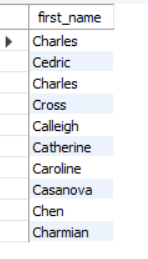 first_name
Charles
Cedric
Charles
Cross
Calleigh
Catherine
Caroline
Casanova
Chen
Charmian